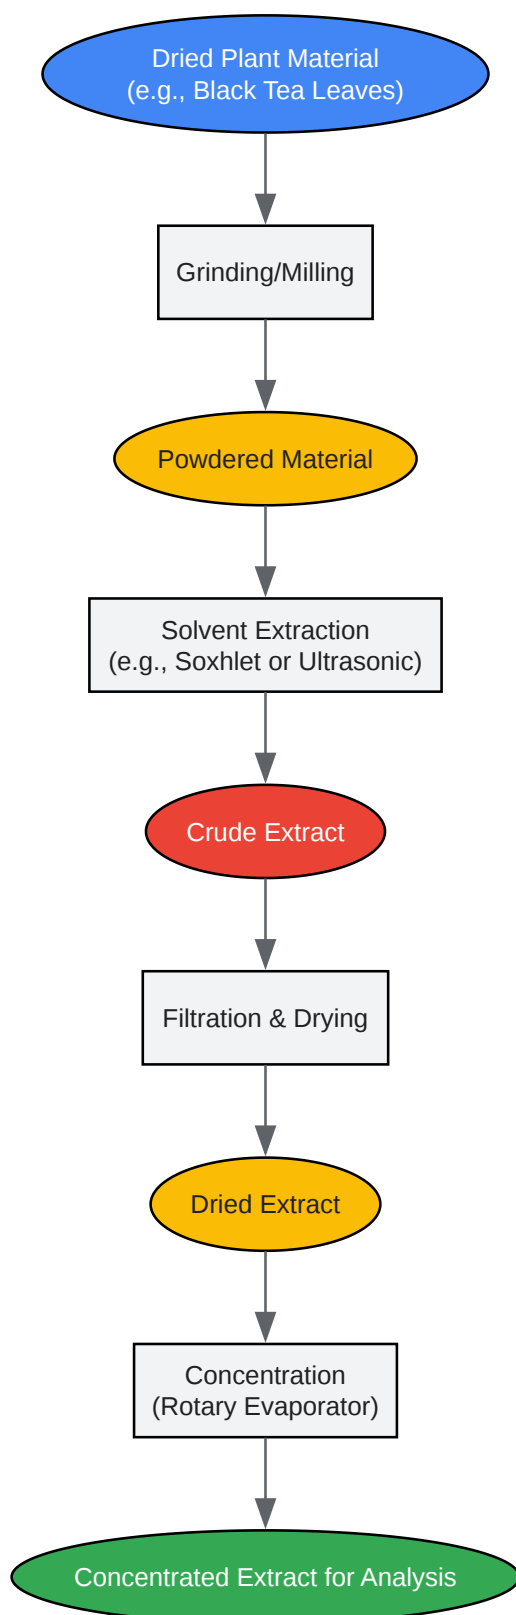 Dried Plant Material
(e.g., Black Tea Leaves)
Grinding/Milling
Powdered Material
Solvent Extraction
(e.g., Soxhlet or Ultrasonic)
Crude Extract
Filtration & Drying
Dried Extract
Concentration
(Rotary Evaporator)
Concentrated Extract for Analysis